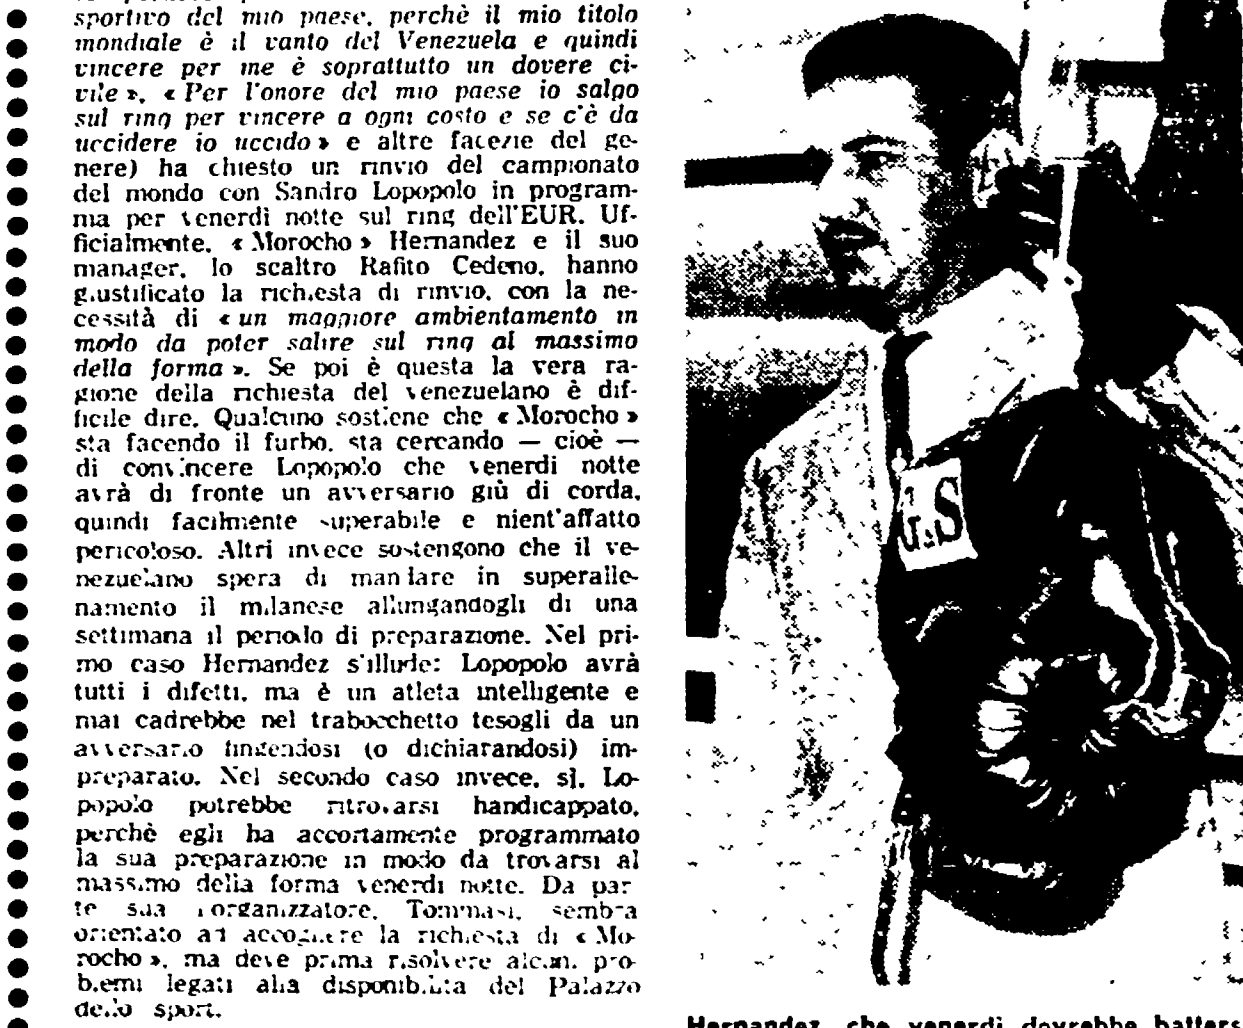 sportivo del mio paese, perchè il mio titolo
mondiale è il vanto del Venezuela e quindi
vincere per me è soprattutto un dovere ci-
vile », « Per l'onore del mio paese io salgo
sul ring per vincere a ogni costo e se c'è da
uccidere io uccido » e altre facezie del ge-
nere) ha chiesto un rinvio del campionato
del mondo con Sandro Lopopolo in program-
ma per venerdì notte sul ring dell'EUR. Uf-
ficialmente, « Morocho » Hernandez e il suo
manager, lo scaltro Rafito Cedeno, hanno
giustificato la richiesta di rinvio, con la ne-
cessità di « un maggiore ambientamento in
modo da poter salire sul ring al massimo
della forma ». Se poi è questa la vera ra-
gione della richiesta del venezuelano è dif-
ficile dire. Qualcuno sostiene che « Morocho »
sta facendo il furbo, sta cercando — cioè —
di convincere Lopopolo che venerdì notte
avrà di fronte un avversario giù di corda,
quindi facilmente superabile e nient'affatto
pericoloso. Altri invece sostengono che il ve-
nezuelano spera di mandare in superalle-
namento il milanese allungandogli di una
settimana il periodo di preparazione. Nel pri-
mo caso Hernandez s'illude: Lopopolo avrà
tutti i difetti, ma è un atleta intelligente e
mai cadrebbe nel trabocchetto tesogli da un
avversario fingendosi (o dichiarandosi) im-
preparato. Nel secondo caso invece, sì, Lo-
popolo potrebbe ritrovarsi handicappato,
perchè egli ha accortamente programmato
la sua preparazione in modo da trovarsi al
massimo della forma venerdì notte. Da par
te sua l'organizzatore, Tommasi, sembra
orientato ad accogliere la richiesta di « Mo-
rocho », ma deve prima risolvere alcuni pro-
blemi legati alla disponibilità del Palazzo
dello sport.
G.S
Hernandez, che venerdì dovrebbe batters